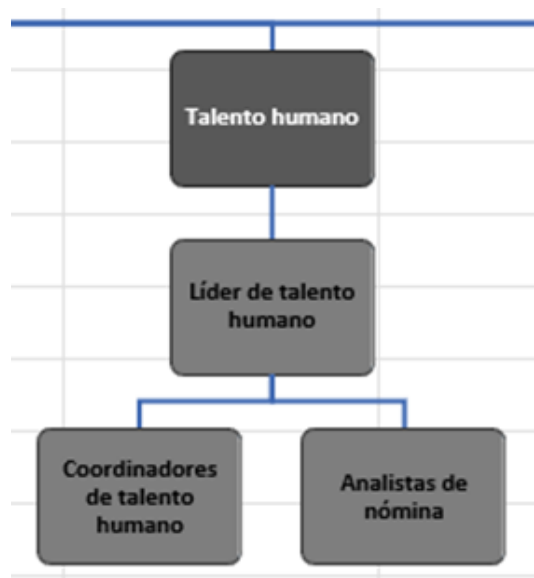 Talento humano
Líder de talento
humano
Coordinadores
de talento
humano
Analistas de
nómina